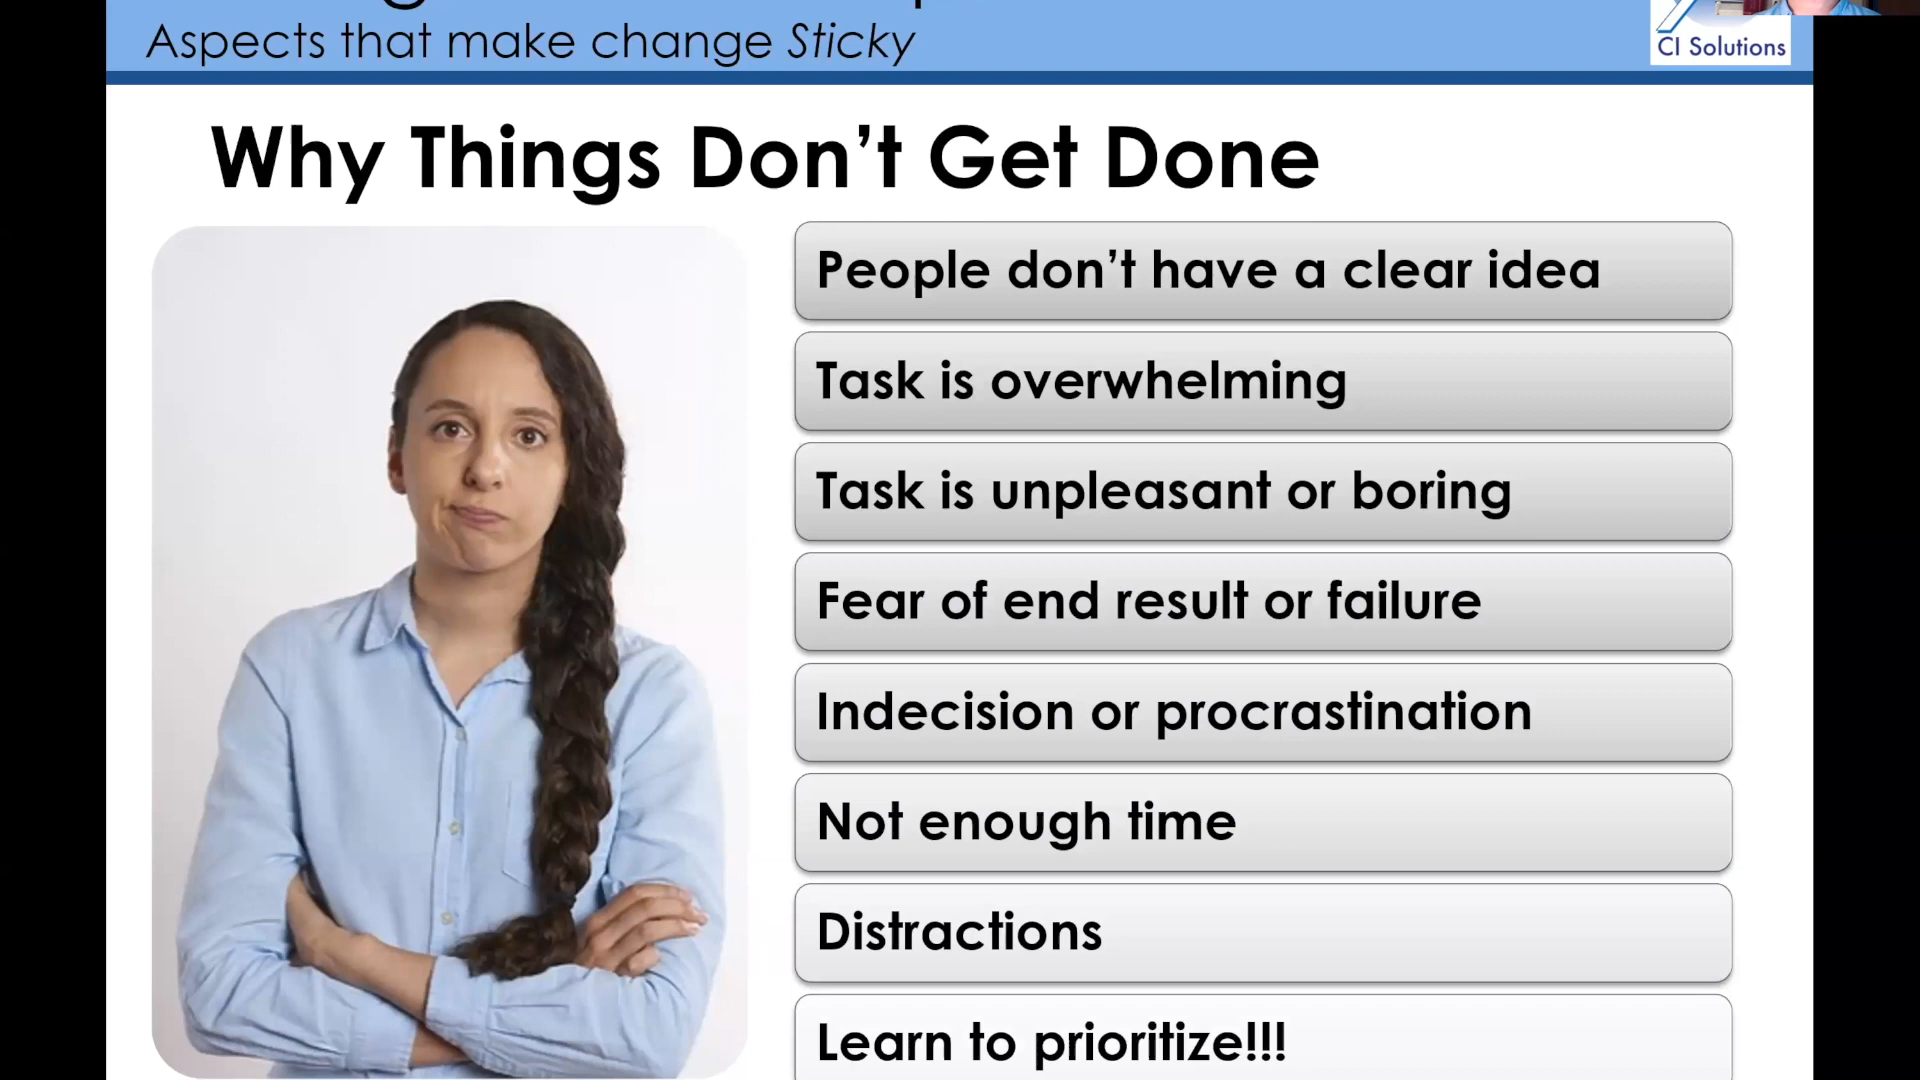 Aspects that make change Sticky
CI Solutions
Why Things Don’t Get Done
People don’t have a clear idea
Task is overwhelming
Task is unpleasant or boring
Fear of end result or failure
Indecision or procrastination
Not enough time
Distractions
Learn to prioritize!!!